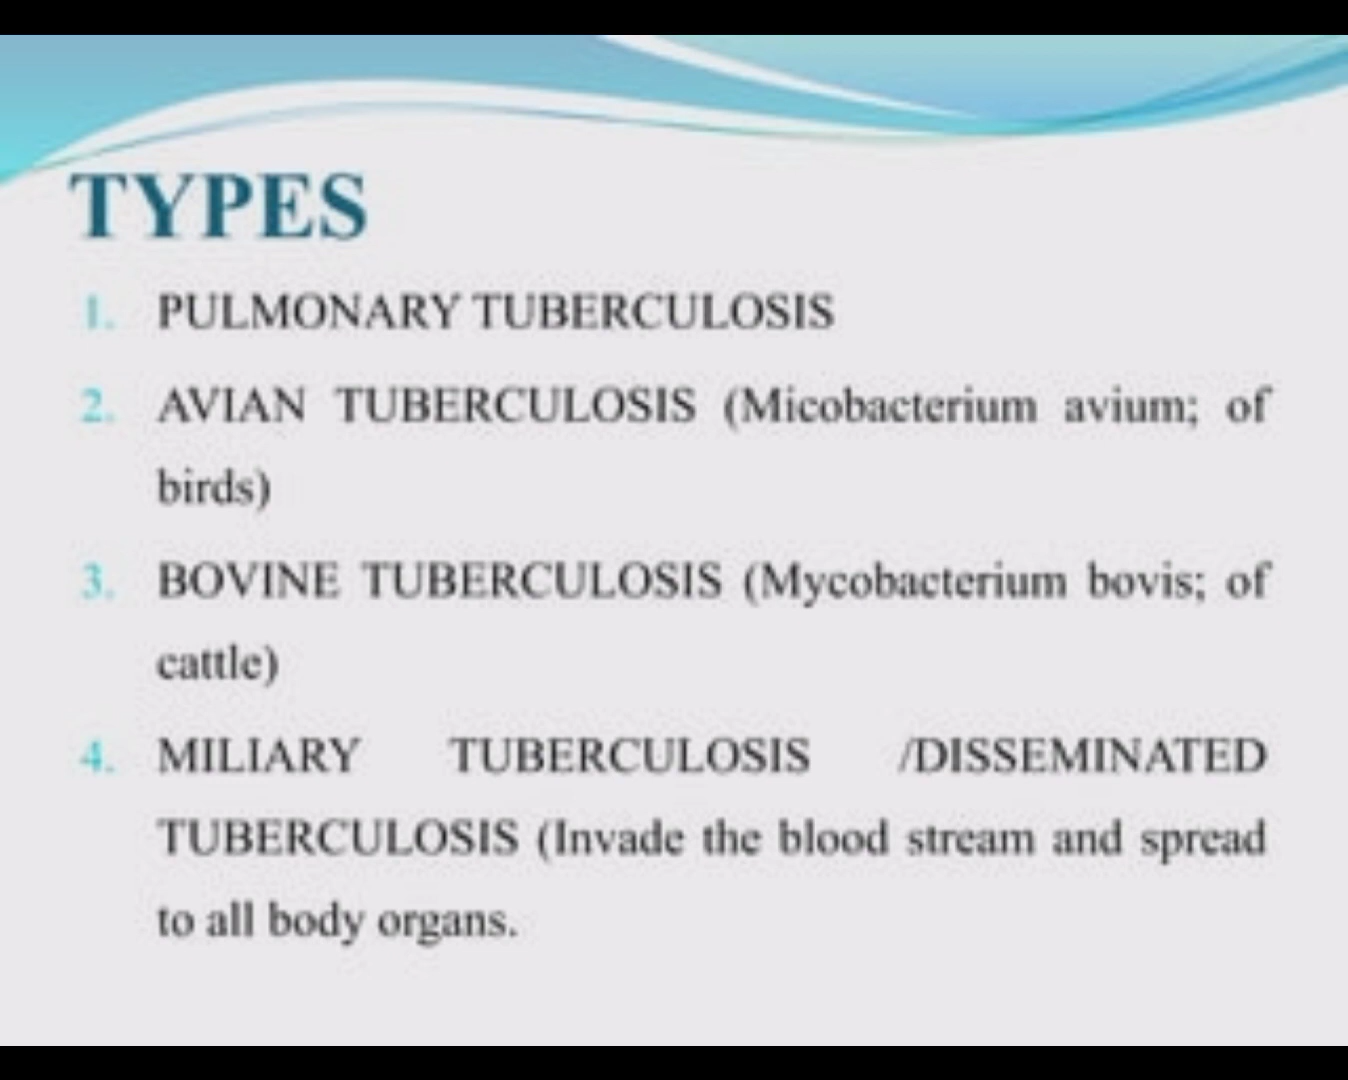 TYPES
1. PULMONARY TUBERCULOSIS
2. AVIAN TUBERCULOSIS (Micobacterium avium; of
birds)
3. BOVINE TUBERCULOSIS (Mycobacterium bovis; of
cattle)
4. MILIARY TUBERCULOSIS /DISSEMINATED
TUBERCULOSIS (Invade the blood stream and spread
to all body organs.